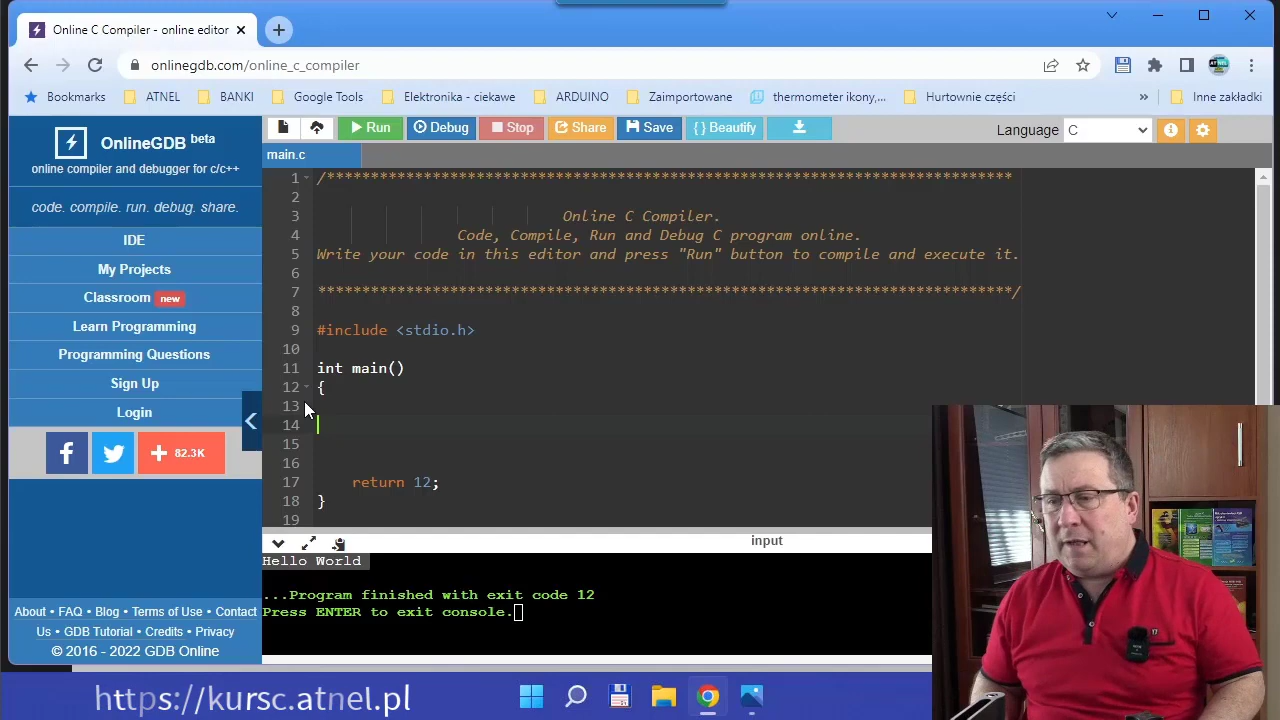 Online C Compiler - online editor
onlinegdb.com/online_c_compiler
Bookmarks ATNEL BANKI Google Tools Elektronika - ciekawe ARDUINO Zaimportowane thermometer ikony,... Hurtownie części » Inne zakładki
OnlineGDB beta
online compiler and debugger for c/c++
code. compile. run. debug. share.
IDE
My Projects
Classroom new
Learn Programming
Programming Questions
Sign Up
Login
82.3K
About • FAQ • Blog • Terms of Use • Contact
Us • GDB Tutorial • Credits • Privacy
© 2016 - 2022 GDB Online
Run Debug Stop Share Save { } Beautify Language C
main.c
1 /******************************************************************************
2
3 Online C Compiler.
4 Code, Compile, Run and Debug C program online.
5 Write your code in this editor and press "Run" button to compile and execute it.
6
7 *******************************************************************************/
8
9 #include <stdio.h>
10
11 int main()
12 {
13
14
15
16
17 return 12;
18 }
19
input
Hello World
...Program finished with exit code 12
Press ENTER to exit console.
https://kursc.atnel.pl